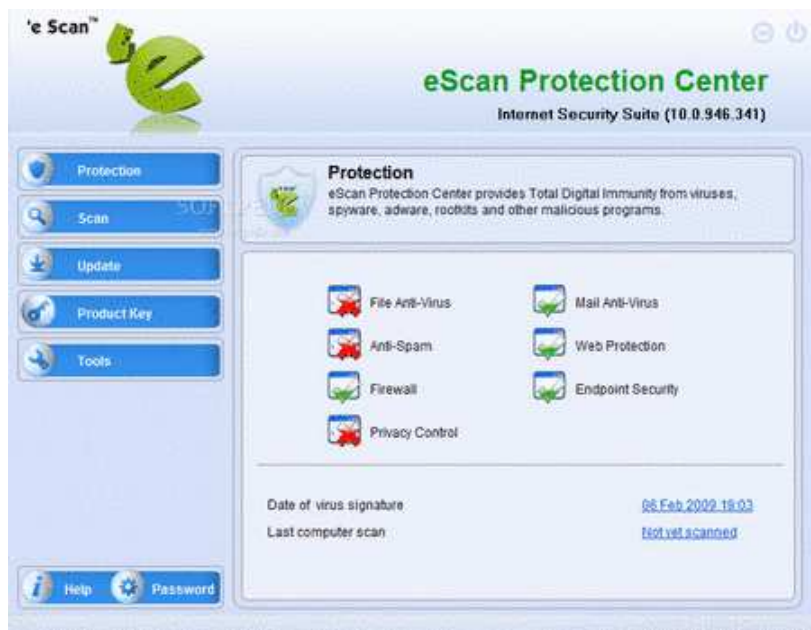 'e Scan™
eScan Protection Center
Internet Security Suite (10.0.946.341)
Protection
Scan
Update
Product Key
Tools
Protection
eScan Protection Center provides Total Digital Immunity from viruses,
spyware, adware, rootkits and other malicious programs.
File Anti-Virus
Mail Anti-Virus
Anti-Spam
Web Protection
Firewall
Endpoint Security
Privacy Control
Date of virus signature
06 Feb 2009 19:03
Last computer scan
Not yet scanned
Help
Password